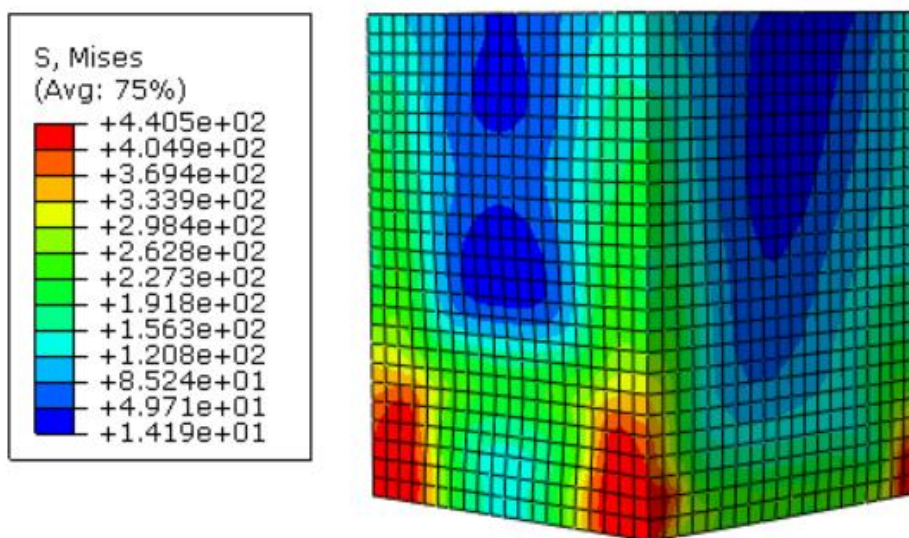 S, Mises
(Avg: 75%)
+4.405e+02
+4.049e+02
+3.694e+02
+3.339e+02
+2.984e+02
+2.628e+02
+2.273e+02
+1.918e+02
+1.563e+02
+1.208e+02
+8.524e+01
+4.971e+01
+1.419e+01